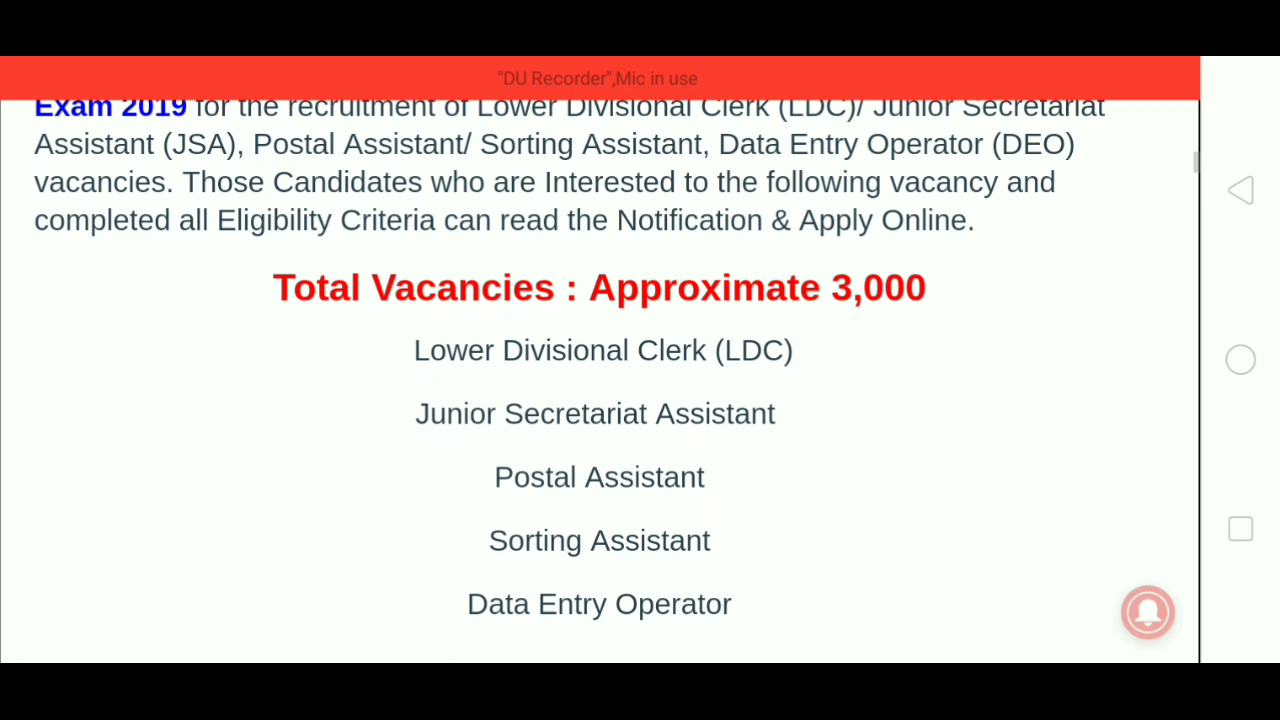 "DU Recorder",Mic in use
Exam 2019 for the recruitment of Lower Divisional Clerk (LDC)/ Junior Secretariat
Assistant (JSA), Postal Assistant/ Sorting Assistant, Data Entry Operator (DEO)
vacancies. Those Candidates who are Interested to the following vacancy and
completed all Eligibility Criteria can read the Notification & Apply Online.
Total Vacancies : Approximate 3,000
Lower Divisional Clerk (LDC)
Junior Secretariat Assistant
Postal Assistant
Sorting Assistant
Data Entry Operator